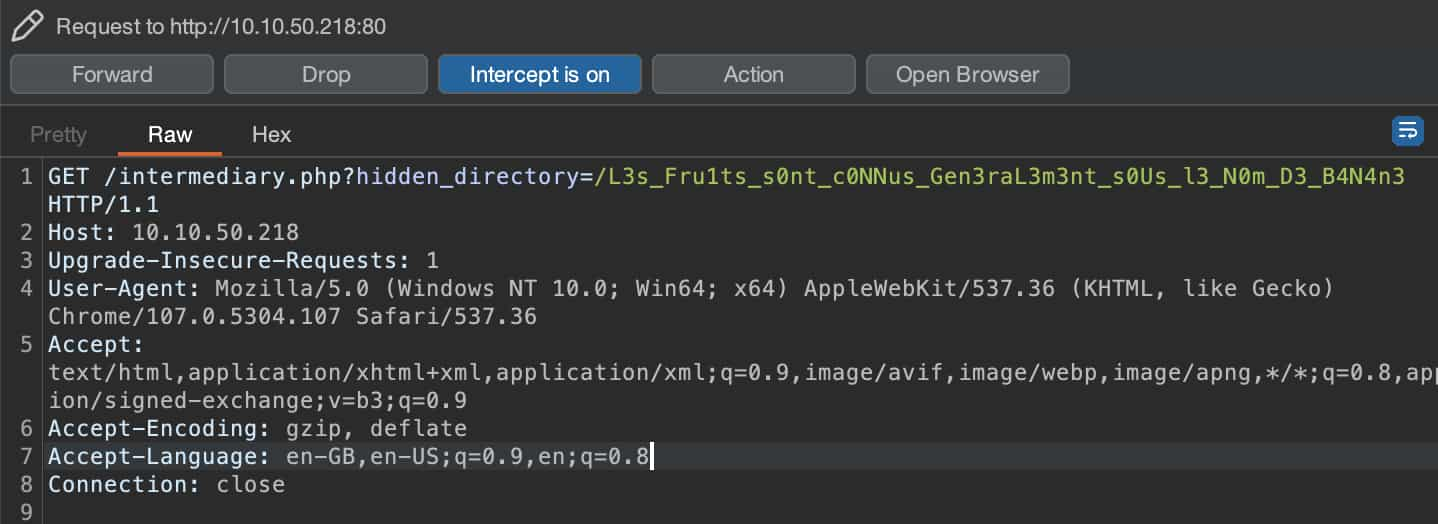 Request to http://10.10.50.218:80
Forward Drop Intercept is on Action Open Browser
Pretty Raw Hex
1 GET /intermediary.php?hidden_directory=/L3s_Fru1ts_s0nt_c0NNus_Gen3raL3m3nt_s0Us_l3_N0m_D3_B4N4n3
HTTP/1.1
2 Host: 10.10.50.218
3 Upgrade-Insecure-Requests: 1
4 User-Agent: Mozilla/5.0 (Windows NT 10.0; Win64; x64) AppleWebKit/537.36 (KHTML, like Gecko)
Chrome/107.0.5304.107 Safari/537.36
5 Accept:
text/html,application/xhtml+xml,application/xml;q=0.9,image/avif,image/webp,image/apng,*/*;q=0.8,app
ion/signed-exchange;v=b3;q=0.9
6 Accept-Encoding: gzip, deflate
7 Accept-Language: en-GB,en-US;q=0.9,en;q=0.8
8 Connection: close
9